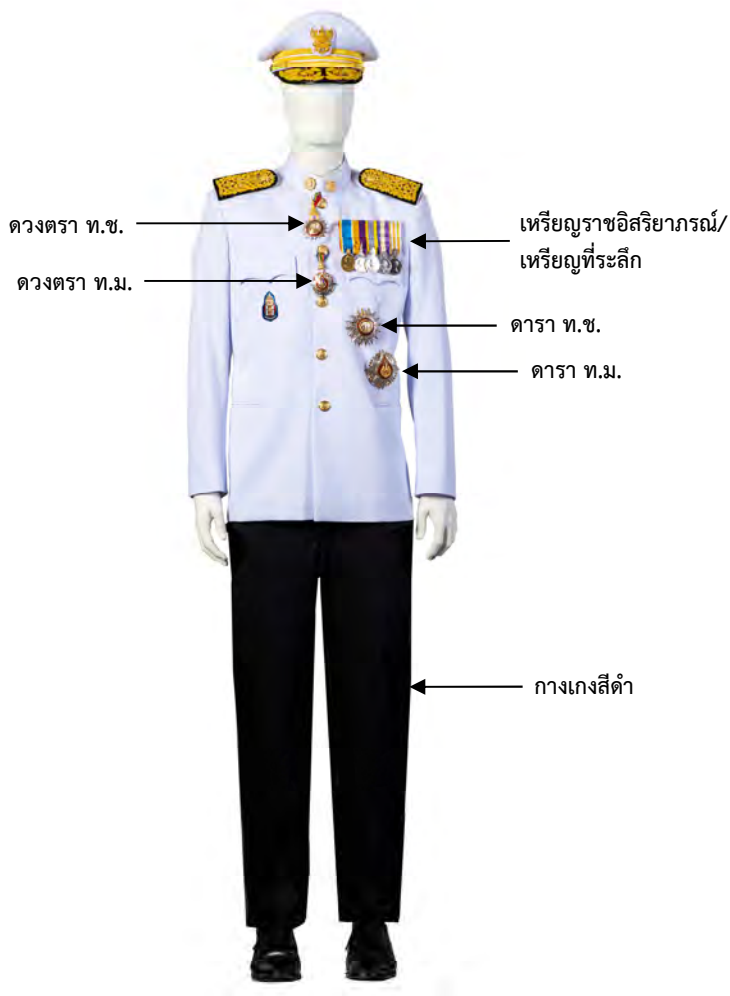 ดวงตรา ท.ช.
เหรียญราชอิสริยาภรณ์/
เหรียญที่ระลึก
ดวงตรา ท.ม.
ดารา ท.ช.
ดารา ท.ม.
กางเกงสีดำ